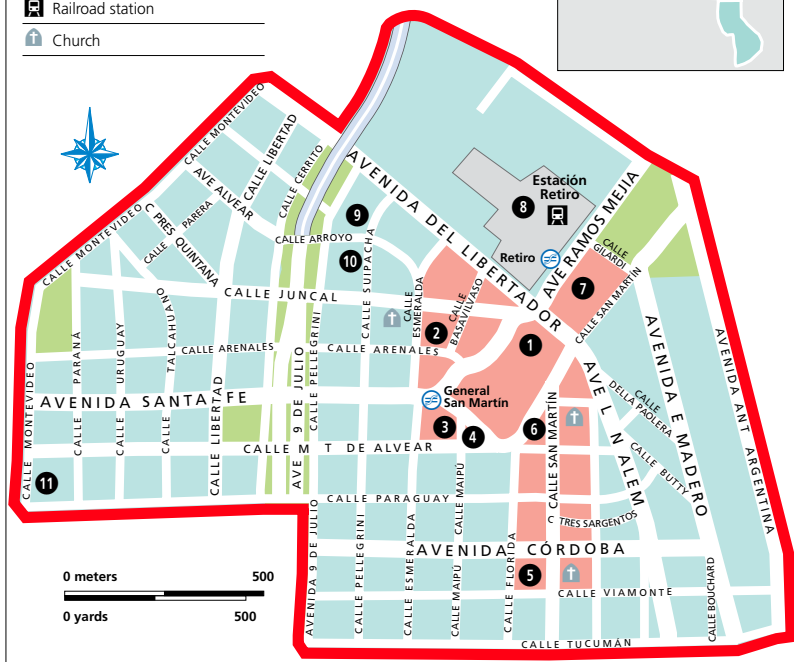 Railroad station
Church
CALLE MONTEVIDEO
CALLE LIBERTAD
AVE ALVEAR
CALLE CERRITO
CALLE PARERA
C PRES QUINTANA
CALLE MONTEVIDEO
AVENIDA DEL LIBERTADOR
Estación
Retiro
8
Retiro
AVE RAMOS MEJIA
CALLE
GILARDI
7
CALLE SAN MARTÍN
9
CALLE ARROYO
10
CALLE SUIPACHA
CALLE
ESMERALDA
CALLE
BASAVILVASO
CALLE JUNCAL
2
1
TALCAHUANO
CALLE
URUGUAY
CALLE
PARANÁ
CALLE
CALLE ARENALES
CALLE ARENALES
CALLE PELLEGRINI
AVE 9 DE JULIO
CALLE LIBERTAD
CALLE MONTEVIDEO
AVENIDA SANTA FE
General
San Martín
3
4
6
CALLE SAN MARTÍN
AVE L N ALEM
AVENIDA E MADERO
AVENIDA ANT ARGENTINA
CALLE
DELLA PAOLERA
CALLE BUTTY
CALLE M T DE ALVEAR
11
CALLE PARAGUAY
CALLE MAIPÚ
C TRES SARGENTOS
AVENIDA CÓRDOBA
AVENIDA 9 DE JULIO
CALLE PELLEGRINI
CALLE ESMERALDA
CALLE MAIPÚ
CALLE FLORIDA
5
CALLE VIAMONTE
CALLE BOUCHARD
CALLE TUCUMÁN
0 meters 500
0 yards 500